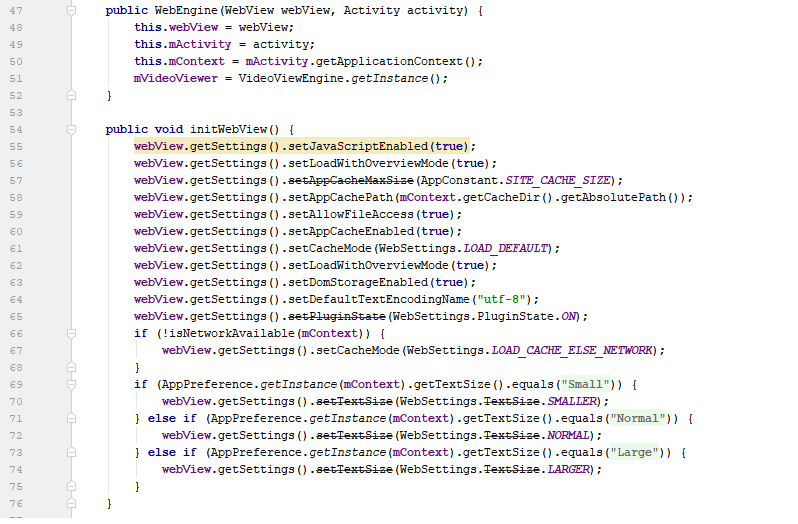 47 public WebEngine(WebView webView, Activity activity) {
48 this.webView = webView;
49 this.mActivity = activity;
50 this.mContext = mActivity.getApplicationContext();
51 mVideoViewer = VideoViewEngine.getInstance();
52 }
53
54 public void initWebView() {
55 webView.getSettings().setJavaScriptEnabled(true);
56 webView.getSettings().setLoadWithOverviewMode(true);
57 webView.getSettings().setAppCacheMaxSize(AppConstant.SITE_CACHE_SIZE);
58 webView.getSettings().setAppCachePath(mContext.getCacheDir().getAbsolutePath());
59 webView.getSettings().setAllowFileAccess(true);
60 webView.getSettings().setAppCacheEnabled(true);
61 webView.getSettings().setCacheMode(WebSettings.LOAD_DEFAULT);
62 webView.getSettings().setLoadWithOverviewMode(true);
63 webView.getSettings().setDomStorageEnabled(true);
64 webView.getSettings().setDefaultTextEncodingName("utf-8");
65 webView.getSettings().setPluginState(WebSettings.PluginState.ON);
66 if (!isNetworkAvailable(mContext)) {
67 webView.getSettings().setCacheMode(WebSettings.LOAD_CACHE_ELSE_NETWORK);
68 }
69 if (AppPreference.getInstance(mContext).getTextSize().equals("Small")) {
70 webView.getSettings().setTextSize(WebSettings.TextSize.SMALLER);
71 } else if (AppPreference.getInstance(mContext).getTextSize().equals("Normal")) {
72 webView.getSettings().setTextSize(WebSettings.TextSize.NORMAL);
73 } else if (AppPreference.getInstance(mContext).getTextSize().equals("Large")) {
74 webView.getSettings().setTextSize(WebSettings.TextSize.LARGER);
75 }
76 }